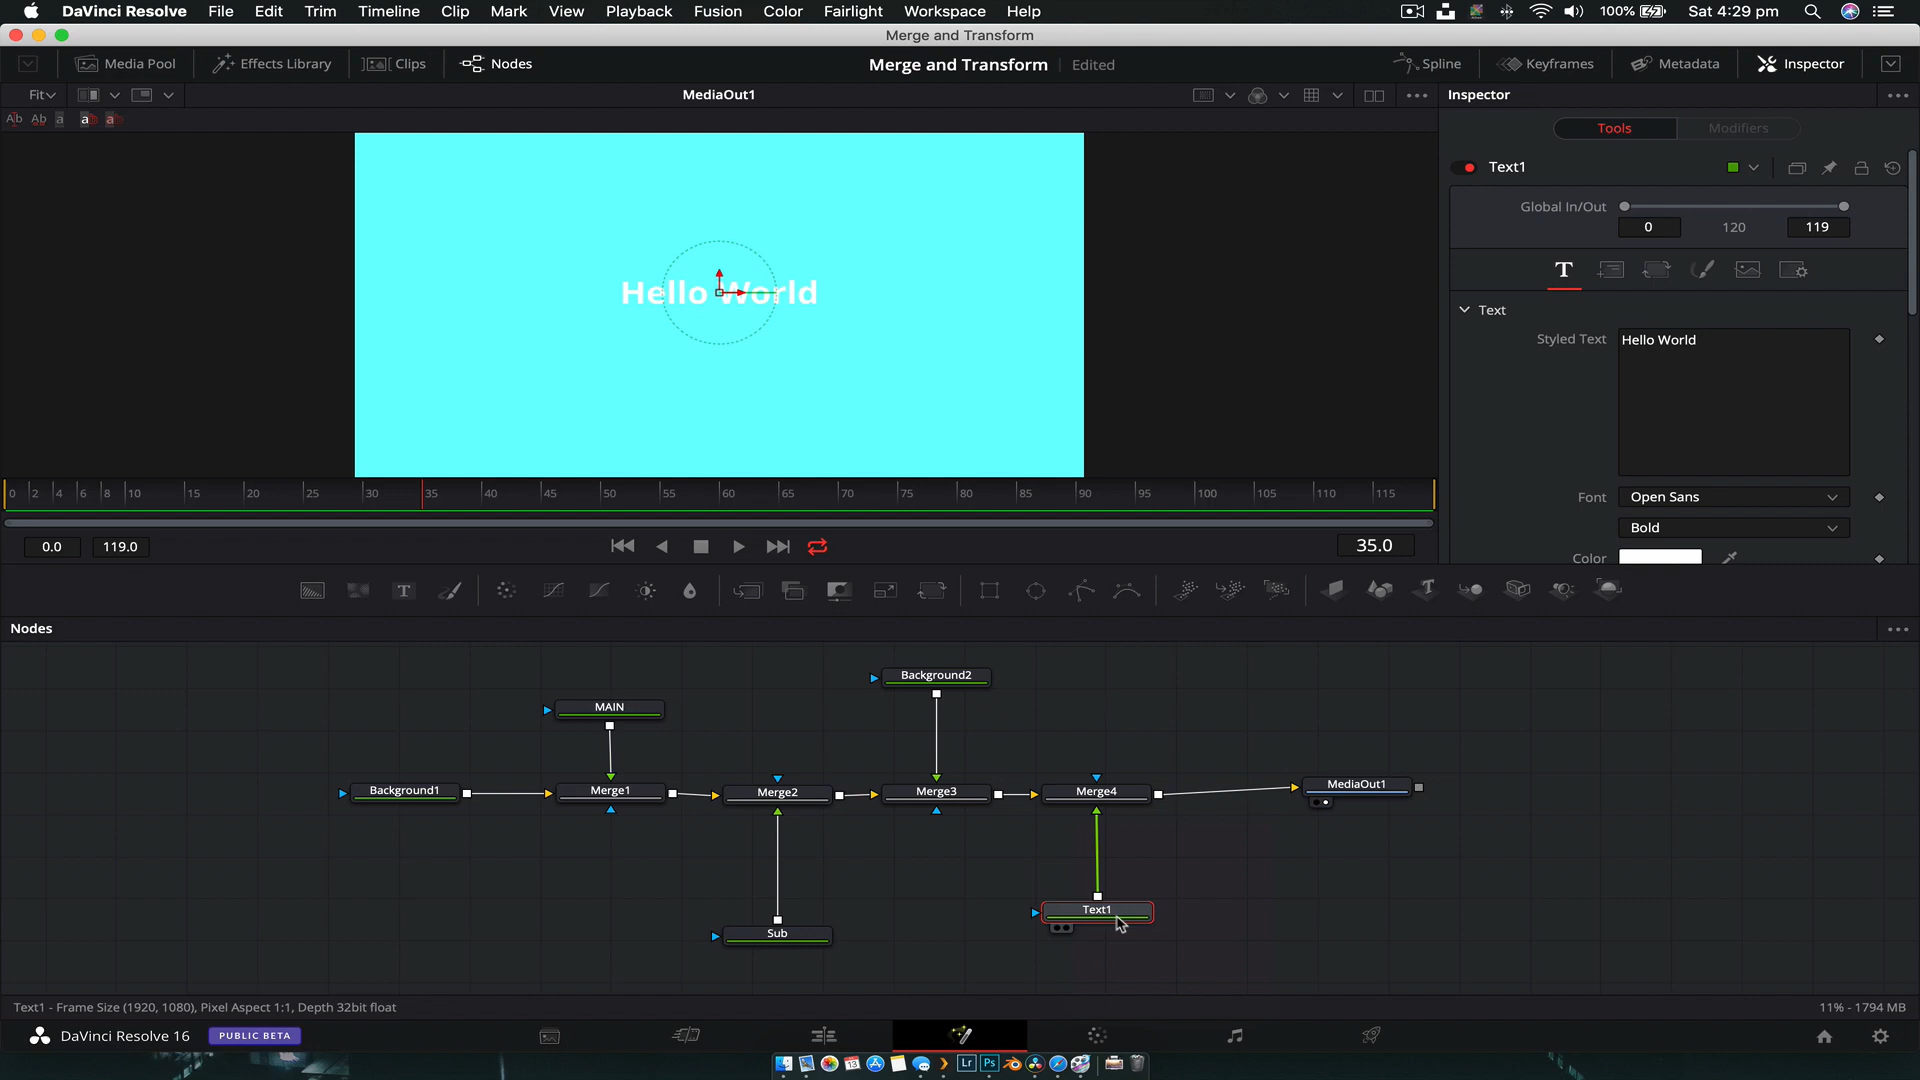 DaVinci Resolve File Edit Trim Timeline Clip Mark View Playback Fusion Color Fairlight Workspace Help 100% Sat 4:29 pm
Merge and Transform
Media Pool Effects Library Clips Nodes Merge and Transform Edited Spline Keyframes Metadata Inspector
Fit MediaOut1 Inspector
Tools Modifiers
Text1
Global In/Out
0 120 119
Hello World
Text
Styled Text Hello World
Font Open Sans
Bold
Color
0 2 4 6 8 10 15 20 25 30 35 40 45 50 55 60 65 70 75 80 85 90 95 100 105 110 115
0.0 119.0 35.0
Nodes
Background2
MAIN
Background1 Merge1 Merge2 Merge3 Merge4 MediaOut1
Text1
Sub
Text1 - Frame Size (1920, 1080), Pixel Aspect 1:1, Depth 32bit float 11% - 1794 MB
DaVinci Resolve 16 PUBLIC BETA
Lr Ps